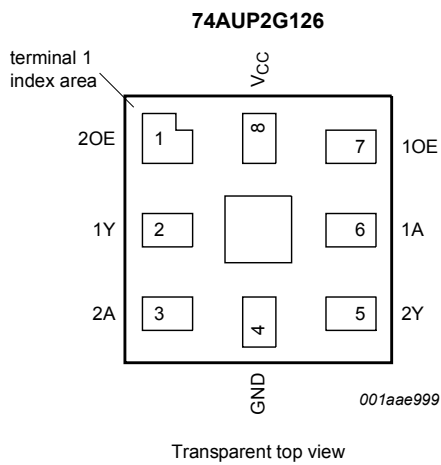 74AUP2G126
terminal 1
index area
VCC
2OE 1 8 7 1OE
1Y 2 6 1A
2A 3 4 5 2Y
GND
001aae999
Transparent top view